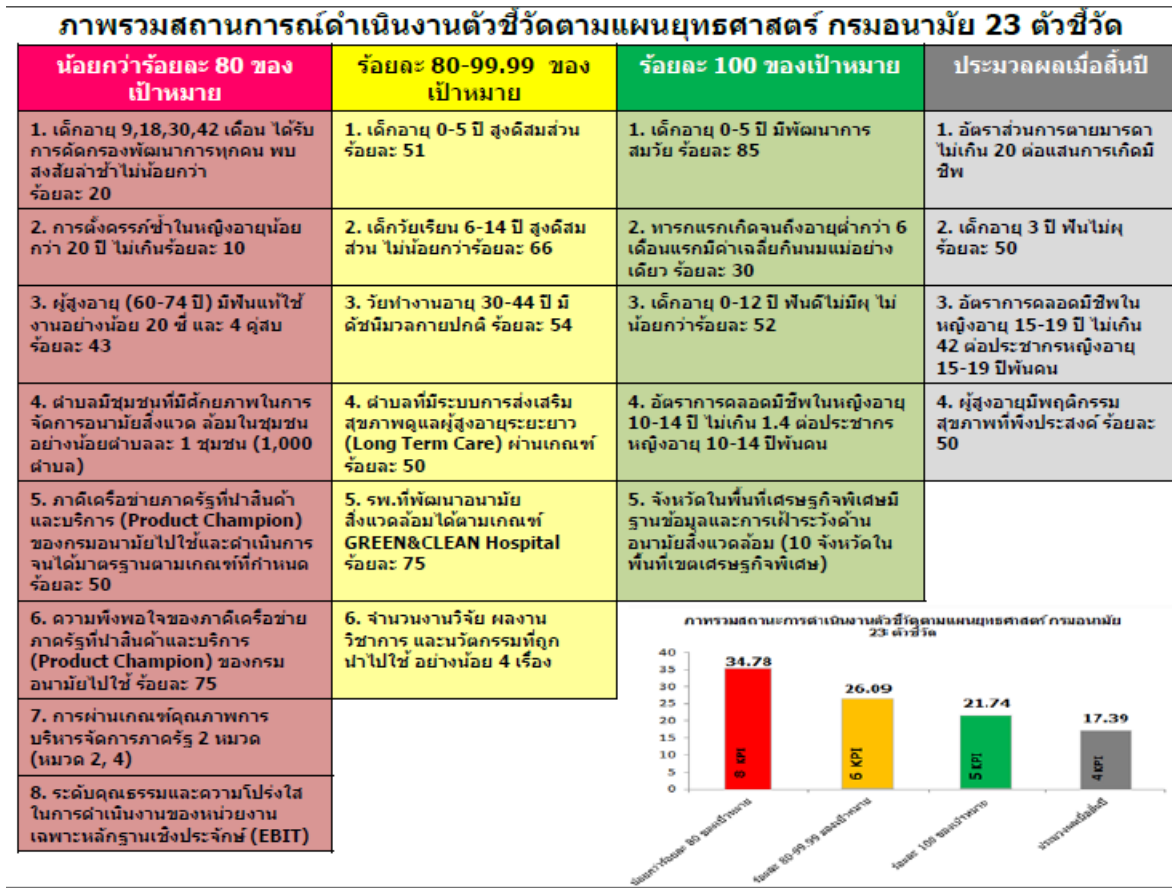 ภาพรวมสถานการณ์ดำเนินงานตัวชี้วัดตามแผนยุทธศาสตร์ กรมอนามัย 23 ตัวชี้วัด
น้อยกว่าร้อยละ 80 ของ
เป้าหมาย
1. เด็กอายุ 9,18,30,42 เดือน ได้รับ
การคัดกรองพัฒนาการทุกคน พบ
สงสัยล่าช้าไม่น้อยกว่า
ร้อยละ 20
2. การตั้งครรภ์ซ้ำในหญิงอายุน้อย
กว่า 20 ปี ไม่เกินร้อยละ 10
3. ผู้สูงอายุ (60-74 ปี) มีฟันแท้ใช้
งานอย่างน้อย 20 ซี่ และ 4 คู่สบ
ร้อยละ 43
4. ตำบลมีชุมชนที่มีศักยภาพในการ
จัดการอนามัยสิ่งแวด ล้อมในชุมชน
อย่างน้อยตำบลละ 1 ชุมชน (1,000
ตำบล)
5. ภาคีเครือข่ายภาครัฐที่นำสินค้า
และบริการ (Product Champion)
ของกรมอนามัยไปใช้และดำเนินการ
จนได้มาตรฐานตามเกณฑ์ที่กำหนด
ร้อยละ 50
6. ความพึงพอใจของภาคีเครือข่าย
ภาครัฐที่นำสินค้าและบริการ
(Product Champion) ของกรม
อนามัยไปใช้ ร้อยละ 75
7. การผ่านเกณฑ์คุณภาพการ
บริหารจัดการภาครัฐ 2 หมวด
(หมวด 2, 4)
8. ระดับคุณธรรมและความโปร่งใส
ในการดำเนินงานของหน่วยงาน
เฉพาะหลักฐานเชิงประจักษ์ (EBIT)
ร้อยละ 80-99.99 ของ
เป้าหมาย
1. เด็กอายุ 0-5 ปี สูงดีสมส่วน
ร้อยละ 51
2. เด็กวัยเรียน 6-14 ปี สูงดีสม
ส่วน ไม่น้อยกว่าร้อยละ 66
3. วัยทำงานอายุ 30-44 ปี มี
ดัชนีมวลกายปกติ ร้อยละ 54
4. ตำบลที่มีระบบการส่งเสริม
สุขภาพดูแลผู้สูงอายุระยะยาว
(Long Term Care) ผ่านเกณฑ์
ร้อยละ 50
5. รพ.ที่พัฒนาอนามัย
สิ่งแวดล้อมได้ตามเกณฑ์
GREEN&CLEAN Hospital
ร้อยละ 75
6. จำนวนงานวิจัย ผลงาน
วิชาการ และนวัตกรรมที่ถูก
นำไปใช้ อย่างน้อย 4 เรื่อง
ร้อยละ 100 ของเป้าหมาย
1. เด็กอายุ 0-5 ปี มีพัฒนาการ
สมวัย ร้อยละ 85
2. ทารกแรกเกิดจนถึงอายุต่ำกว่า 6
เดือนแรกมีค่าเฉลี่ยกินนมแม่อย่าง
เดียว ร้อยละ 30
3. เด็กอายุ 0-12 ปี ฟันดีไม่มีผุ ไม่
น้อยกว่าร้อยละ 52
4. อัตราการคลอดมีชีพในหญิงอายุ
10-14 ปี ไม่เกิน 1.4 ต่อประชากร
หญิงอายุ 10-14 ปีพันคน
5. จังหวัดในพื้นที่เศรษฐกิจพิเศษมี
ฐานข้อมูลและการเฝ้าระวังด้าน
อนามัยสิ่งแวดล้อม (10 จังหวัดใน
พื้นที่เขตเศรษฐกิจพิเศษ)
ประมวลผลเมื่อสิ้นปี
1. อัตราส่วนการตายมารดา
ไม่เกิน 20 ต่อแสนการเกิดมี
ชีพ
2. เด็กอายุ 3 ปี ฟันไม่ผุ
ร้อยละ 50
3. อัตราการคลอดมีชีพใน
หญิงอายุ 15-19 ปี ไม่เกิน
42 ต่อประชากรหญิงอายุ
15-19 ปีพันคน
4. ผู้สูงอายุมีพฤติกรรม
สุขภาพที่พึงประสงค์ ร้อยละ
50
ภาพรวมสถานะการดำเนินงานตัวชี้วัดตามแผนยุทธศาสตร์ กรมอนามัย
23 ตัวชี้วัด
40
35
30
25
20
15
10
5
0
34.78
26.09
21.74
17.39
8 KPI
6 KPI
5 KPI
4 KPI
น้อยกว่าร้อยละ 80 ของเป้าหมาย
ร้อยละ 80-99.99 ของเป้าหมาย
ร้อยละ 100 ของเป้าหมาย
ประมวลผลเมื่อสิ้นปี